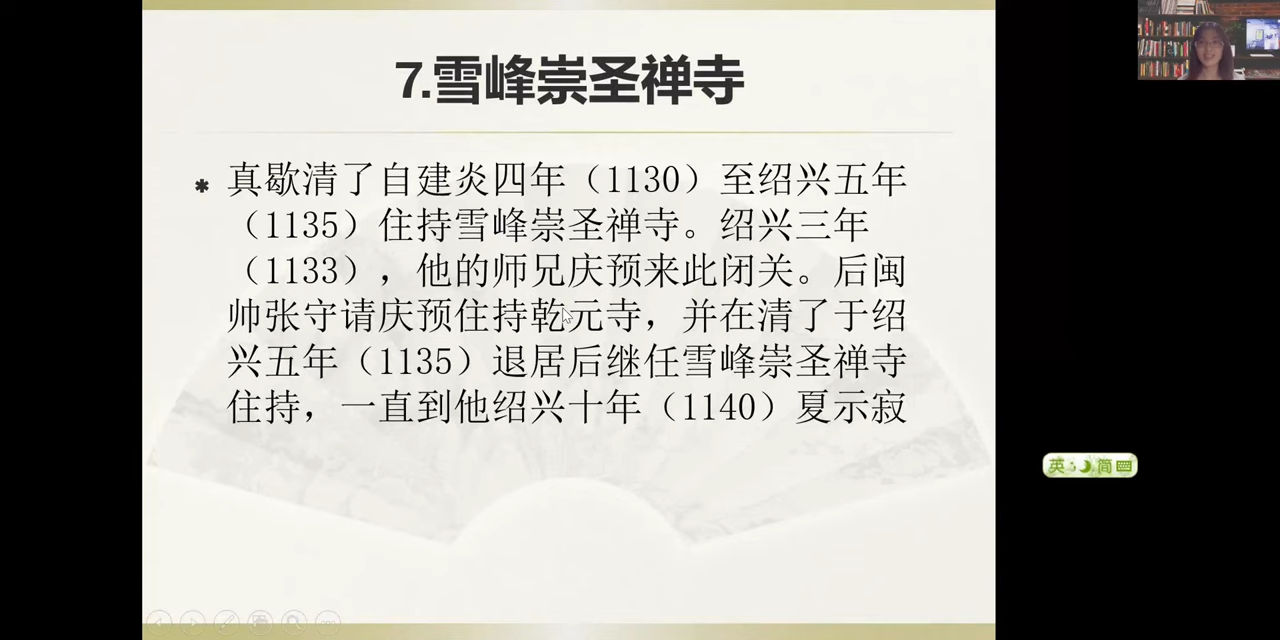 7.雪峰崇圣禅寺
真歇清了自建炎四年（1130）至绍兴五年
（1135）住持雪峰崇圣禅寺。绍兴三年
（1133），他的师兄庆预来此闭关。后闽
帅张守请庆预住持乾元寺，并在清了于绍
兴五年（1135）退居后继任雪峰崇圣禅寺
住持，一直到他绍兴十年（1140）夏示寂
英 简